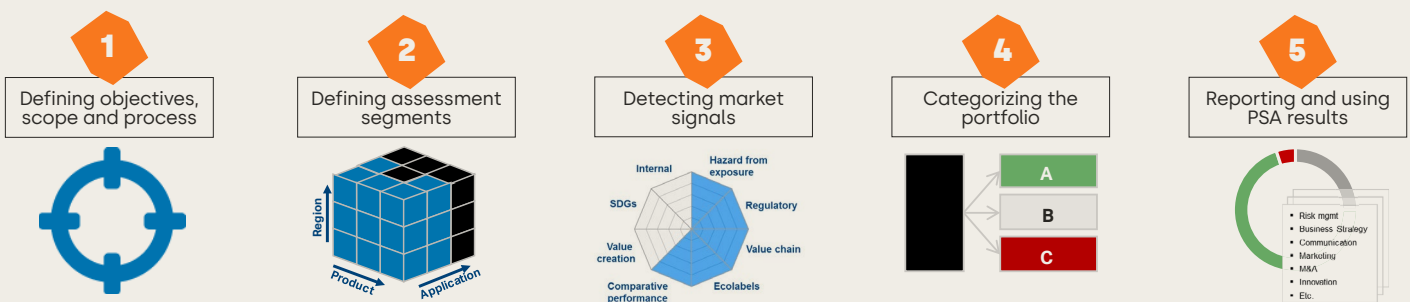 1
Defining objectives,
scope and process
2
Defining assessment
segments
Region
Product
Application
3
Detecting market
signals
Internal
Hazard from
exposure
SDGs
Regulatory
Value
creation
Value chain
Comparative
performance
Ecolabels
4
Categorizing the
portfolio
A
B
C
5
Reporting and using
PSA results
▪ Risk mgmt
▪ Business Strategy
▪ Communication
▪ Marketing
▪ M&A
▪ Innovation
▪ Etc.